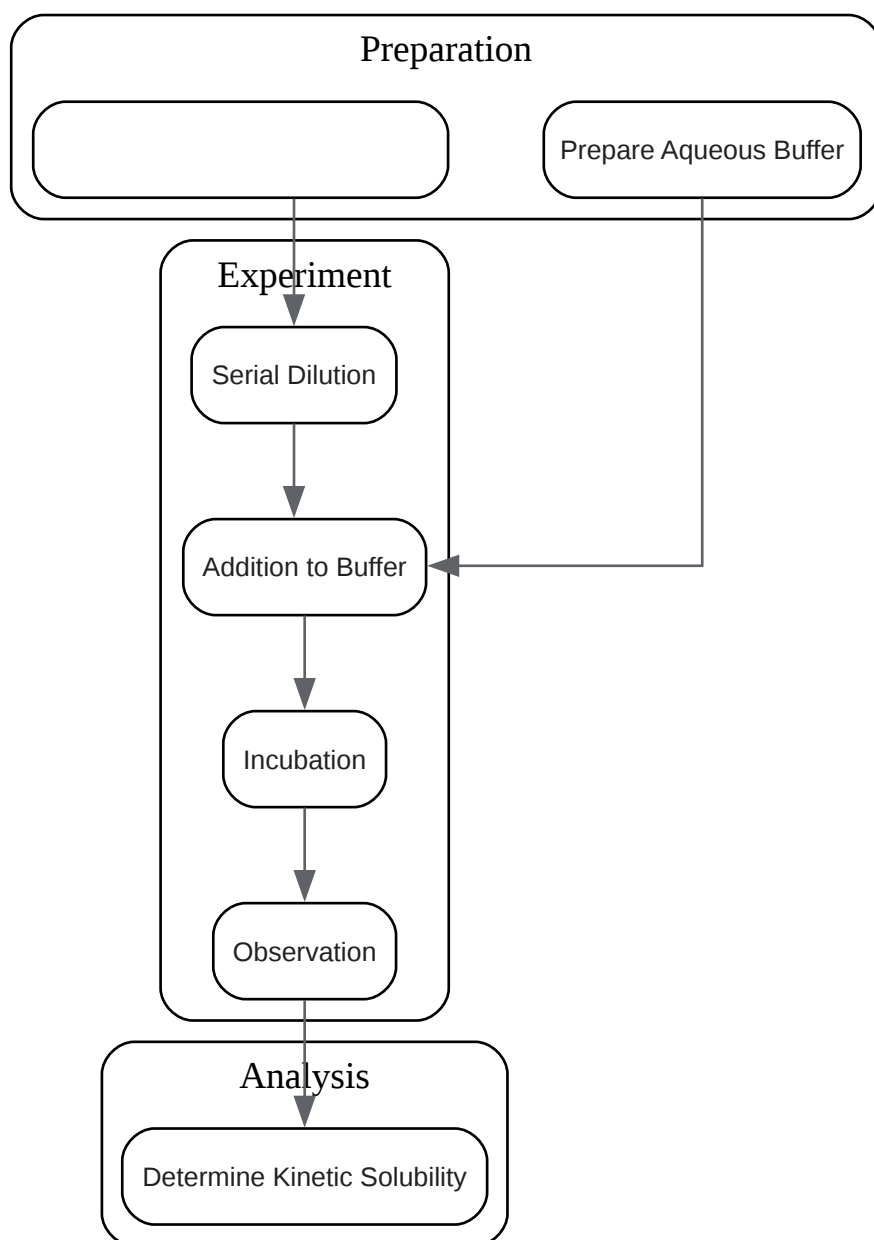 Preparation
Prepare Aqueous Buffer
Experiment
Serial Dilution
Addition to Buffer
Incubation
Observation
Analysis
Determine Kinetic Solubility